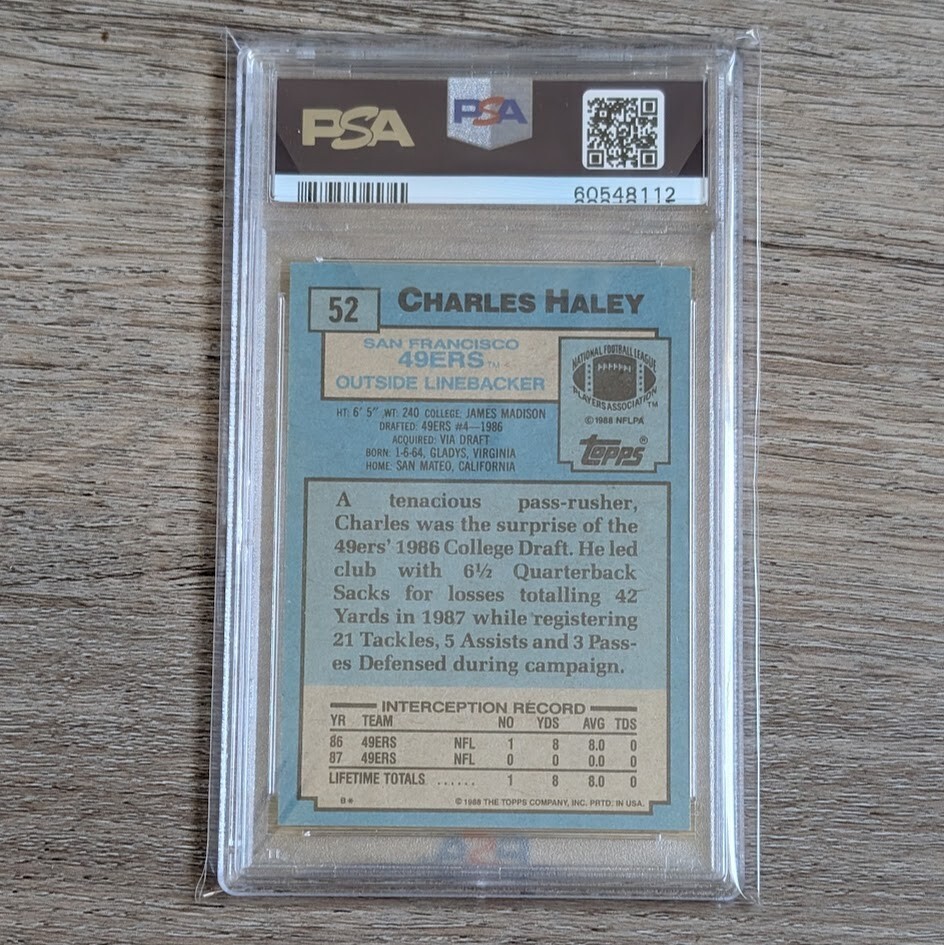 PSA
PSA
60548112
52
CHARLES HALEY
SAN FRANCISCO
49ERS TM
OUTSIDE LINEBACKER
NATIONAL FOOTBALL LEAGUE
PLAYERS ASSOCIATION TM
© 1988 NFLPA
Topps®
HT: 6' 5" WT: 240 COLLEGE: JAMES MADISON
DRAFTED: 49ERS #4—1986
ACQUIRED: VIA DRAFT
BORN: 1-6-64, GLADYS, VIRGINIA
HOME: SAN MATEO, CALIFORNIA
A tenacious pass-rusher,
Charles was the surprise of the
49ers' 1986 College Draft. He led
club with 6½ Quarterback
Sacks for losses totalling 42
Yards in 1987 while registering
21 Tackles, 5 Assists and 3 Pass-
es Defensed during campaign.
INTERCEPTION RECORD
YR TEAM NO YDS AVG TDS
86 49ERS NFL 1 8 8.0 0
87 49ERS NFL 0 0 0.0 0
LIFETIME TOTALS ...... 1 8 8.0 0
B* © 1988 THE TOPPS COMPANY, INC. PRTD. IN USA.
PSA